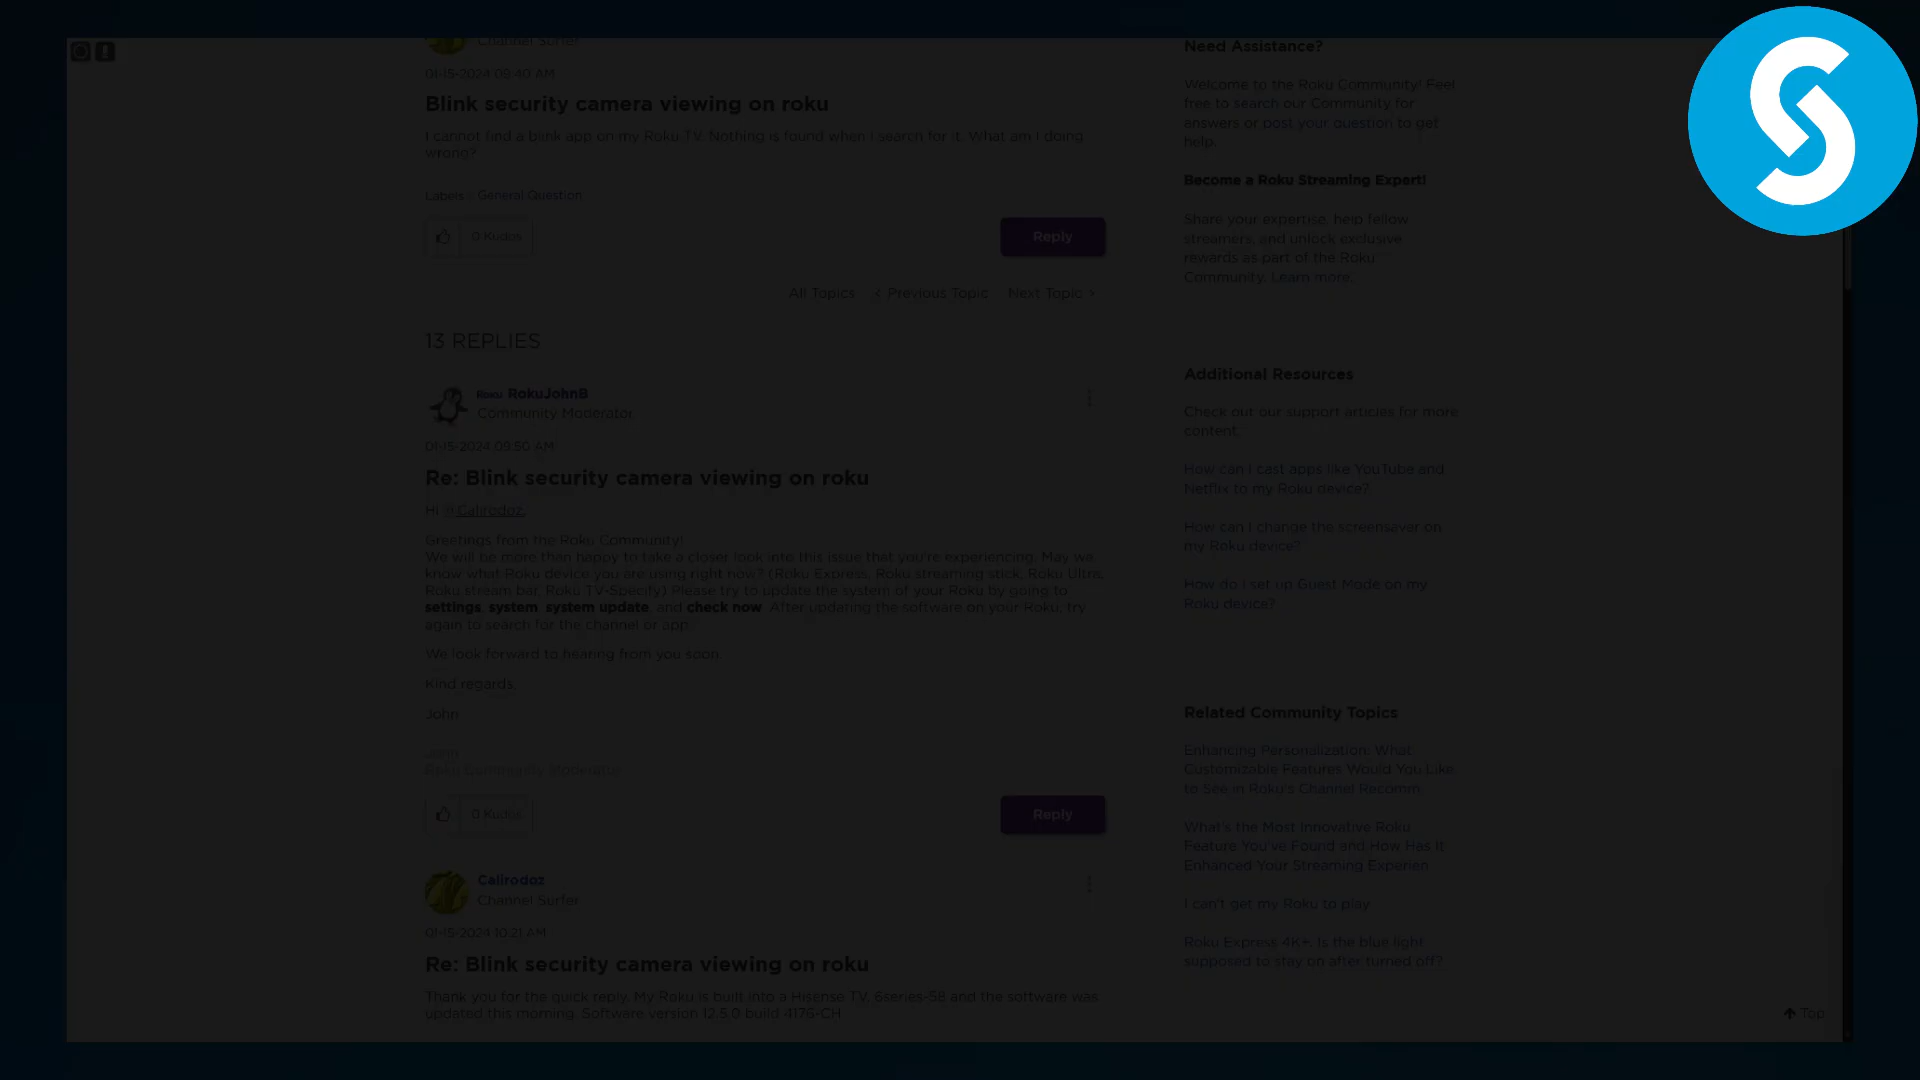 Channel Surfer
01-15-2024 09:40 AM
Blink security camera viewing on roku
I cannot find a blink app on my Roku TV. Nothing is found when I search for it. What am I doing
wrong?
Labels: General Question
0 Kudos
Reply
All Topics
< Previous Topic
Next Topic >
13 REPLIES
Roku RokuJohnB
Community Moderator
01-15-2024 09:50 AM
Re: Blink security camera viewing on roku
Hi @Calirodoz,
Greetings from the Roku Community!
We will be more than happy to take a closer look into this issue that you're experiencing. May we
know what Roku device you are using right now? (Roku Express, Roku streaming stick, Roku Ultra,
Roku stream bar, Roku TV-Specify) Please try to update the system of your Roku by going to
settings, system, system update, and check now. After updating the software on your Roku, try
again to search for the channel or app.
We look forward to hearing from you soon.
Kind regards,
John
John
Roku Community Moderator
0 Kudos
Reply
Calirodoz
Channel Surfer
01-15-2024 10:21 AM
Re: Blink security camera viewing on roku
Thank you for the quick reply. My Roku is built into a Hisense TV, 6series-58 and the software was
updated this morning. Software version 12.5.0 build 4176-CH
Need Assistance?
Welcome to the Roku Community! Feel
free to search our Community for
answers or post your question to get
help.
Become a Roku Streaming Expert!
Share your expertise, help fellow
streamers, and unlock exclusive
rewards as part of the Roku
Community. Learn more.
Additional Resources
Check out our support articles for more
content.
How can I cast apps like YouTube and
Netflix to my Roku device?
How can I change the screensaver on
my Roku device?
How do I set up Guest Mode on my
Roku device?
Related Community Topics
Enhancing Personalization: What
Customizable Features Would You Like
to See in Roku's Channel Recomm
What's the Most Innovative Roku
Feature You've Found and How Has It
Enhanced Your Streaming Experien
I can't get my Roku to play
Roku Express 4K+: Is the blue light
supposed to stay on after turned off?
Top